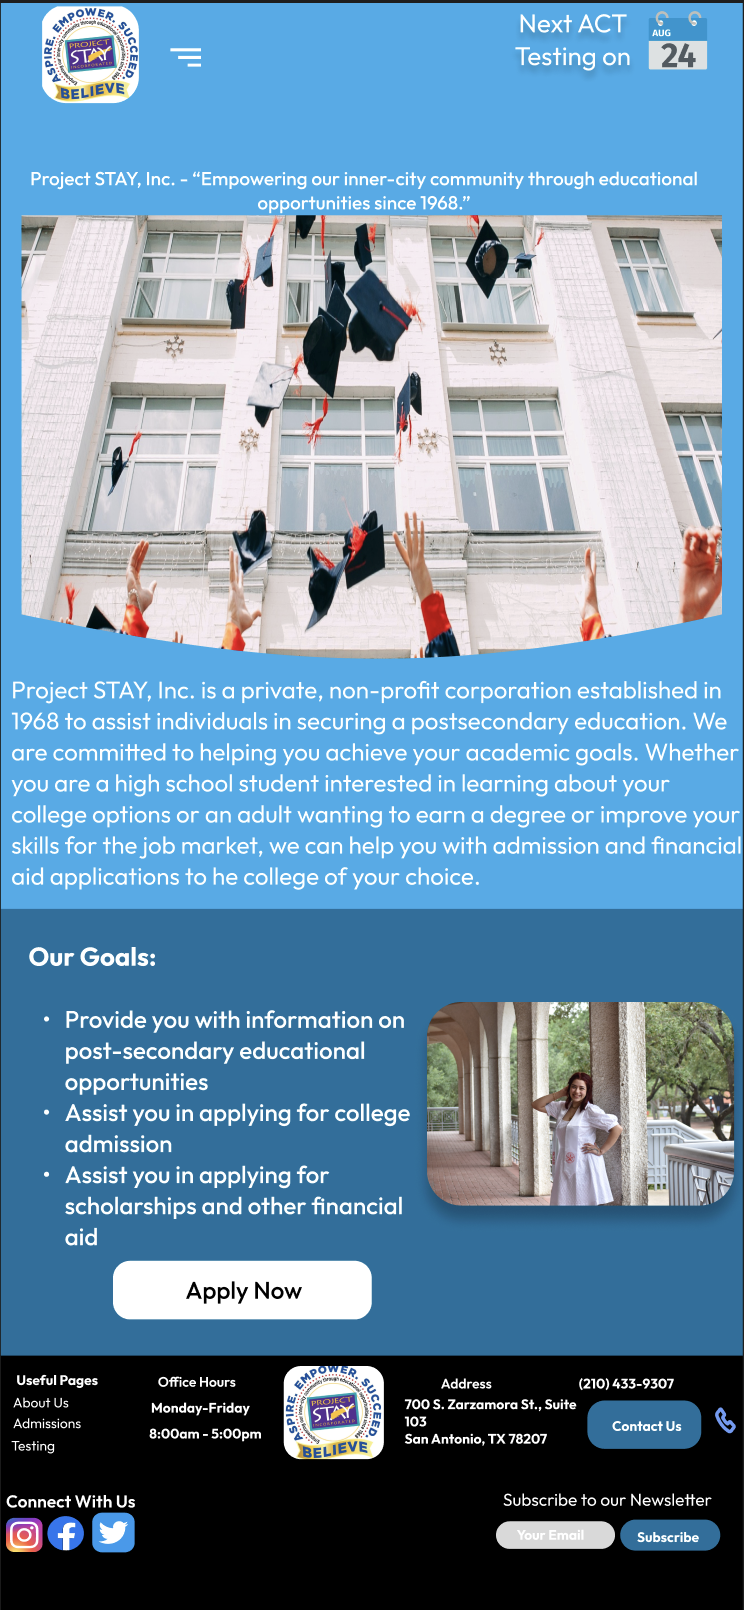 ASPIRE. EMPOWER. SUCCEED.
PROJECT
STAY
INCORPORATED
BELIEVE
Next ACT
Testing on
AUG
24
Project STAY, Inc. - “Empowering our inner-city community through educational
opportunities since 1968.”
Project STAY, Inc. is a private, non-profit corporation established in
1968 to assist individuals in securing a postsecondary education. We
are committed to helping you achieve your academic goals. Whether
you are a high school student interested in learning about your
college options or an adult wanting to earn a degree or improve your
skills for the job market, we can help you with admission and financial
aid applications to he college of your choice.
Our Goals:
• Provide you with information on
post-secondary educational
opportunities
• Assist you in applying for college
admission
• Assist you in applying for
scholarships and other financial
aid
Apply Now
Useful Pages
About Us
Admissions
Testing
Office Hours
Monday-Friday
8:00am - 5:00pm
ASPIRE. EMPOWER. SUCCEED.
PROJECT
STAY
INCORPORATED
BELIEVE
Address
700 S. Zarzamora St., Suite
103
San Antonio, TX 78207
(210) 433-9307
Contact Us
Connect With Us
Subscribe to our Newsletter
Your Email
Subscribe